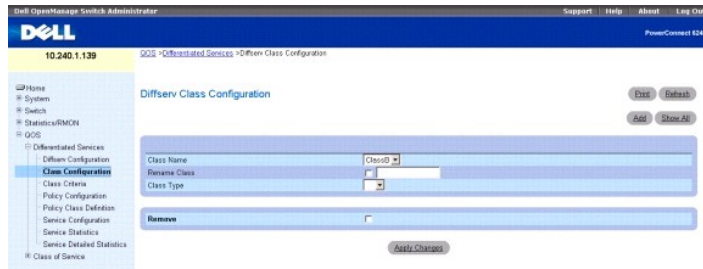 Dell OpenManage Switch Administrator
Support Help About Log Ou
DELL
PowerConnect 624
10.240.1.139
QOS >Differentiated Services >Diffserv Class Configuration
Home
System
Switch
Statistics/RMON
QOS
Differentiated Services
Diffserv Configuration
Class Configuration
Class Criteria
Policy Configuration
Policy Class Definition
Service Configuration
Service Statistics
Service Detailed Statistics
Class of Service
Diffserv Class Configuration
Print Refresh
Add Show All
Class Name ClassB
Rename Class
Class Type
Remove
Apply Changes